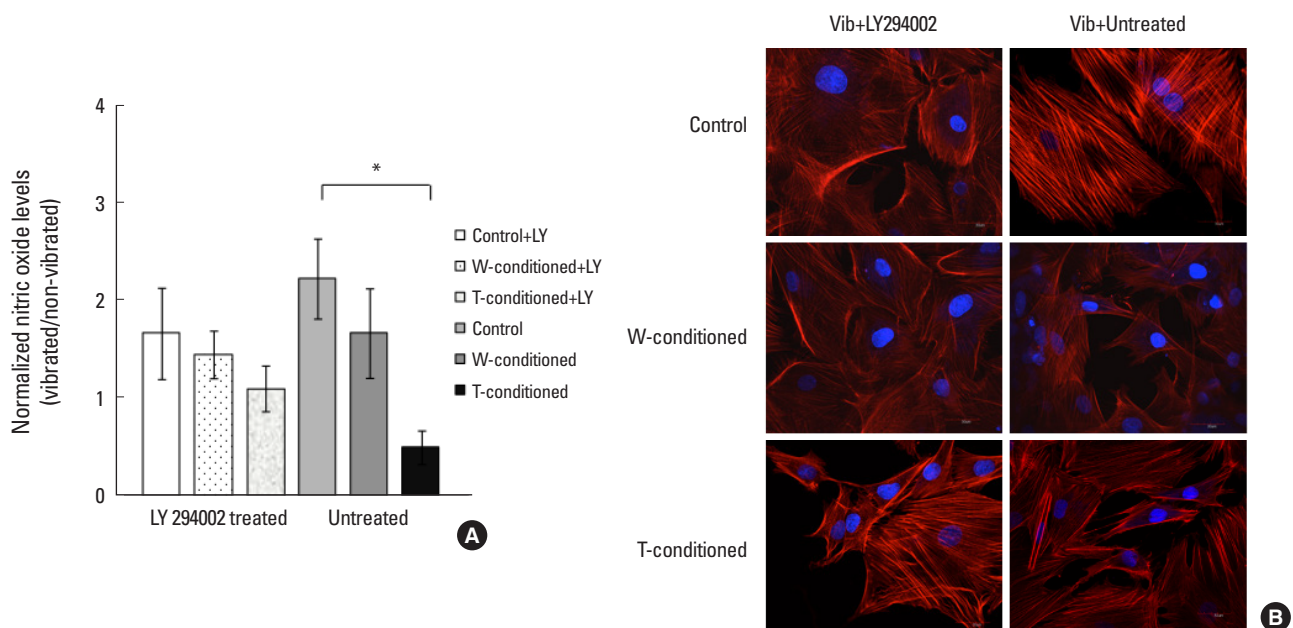 Normalized nitric oxide levels
(vibrated/non-vibrated)
4
3
2
1
0
*
Control+LY
W-conditioned+LY
T-conditioned+LY
Control
W-conditioned
T-conditioned
LY 294002 treated
Untreated
A
Vib+LY294002
Vib+Untreated
Control
W-conditioned
T-conditioned
B